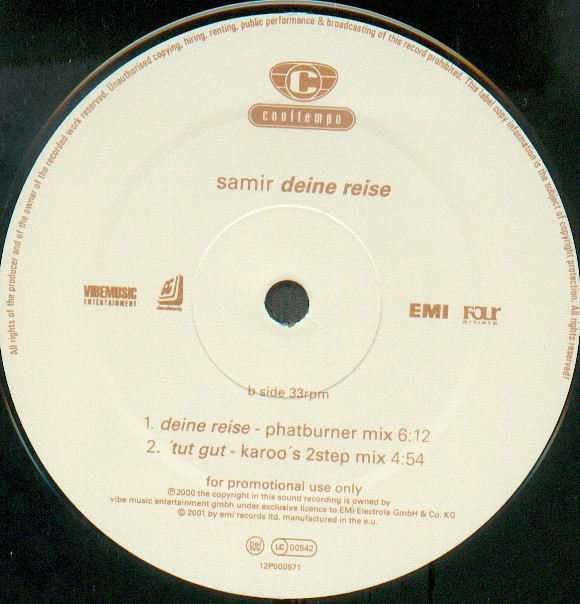 All rights of the producer and of the owner of the recorded work reserved. Unauthorised copying, hiring, renting, public performance & broadcasting of this record prohibited. This label copy information is the subject of copyright protection. All rights reserved!
C
cooltempo
samir deine reise
VIBEMUSIC
ENTERTAINMENT
EMI
FOUR
artists
b side 33rpm
1. deine reise - phatburner mix 6:12
2. ´tut gut - karoo´s 2step mix 4:54
for promotional use only
℗2000 the copyright in this sound recording is owned by
vibe music entertainment gmbh under exclusive licence to EMI Electrola GmbH & Co. KG
© 2001 by emi records ltd. manufactured in the e.u.
LC 00542
12P000571